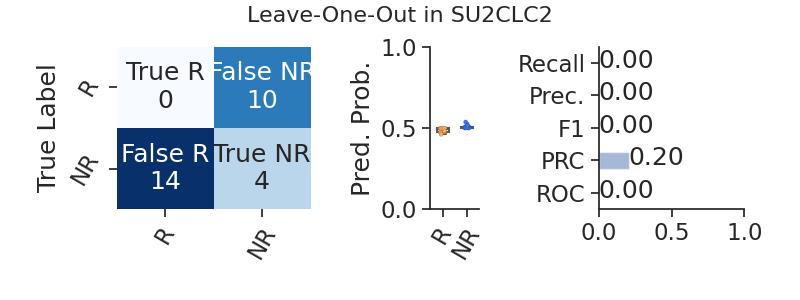 Leave-One-Out in SU2CLC2
True Label
R
NR
True R
0
False NR
10
False R
14
True NR
4
R
NR
Pred. Prob.
1.0
0.5
0.0
R
NR
Recall
0.00
Prec.
0.00
F1
0.00
PRC
0.20
ROC
0.00
0.0
0.5
1.0